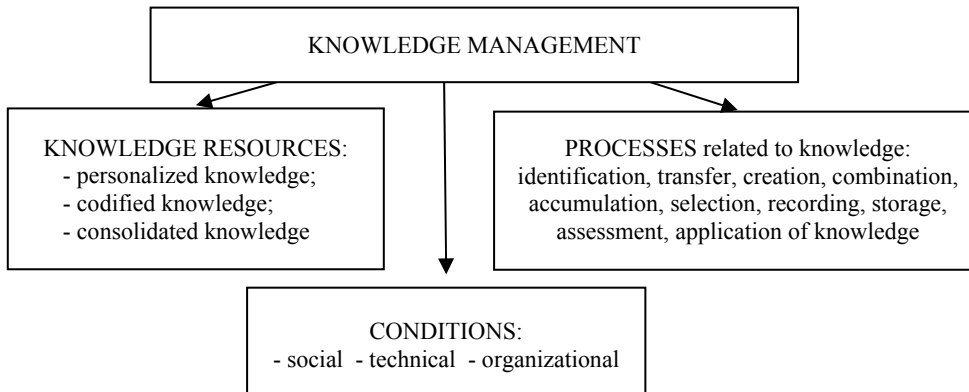 KNOWLEDGE MANAGEMENT
KNOWLEDGE RESOURCES:
- personalized knowledge;
- codified knowledge;
- consolidated knowledge
PROCESSES related to knowledge:
identification, transfer, creation, combination,
accumulation, selection, recording, storage,
assessment, application of knowledge
CONDITIONS:
- social - technical - organizational